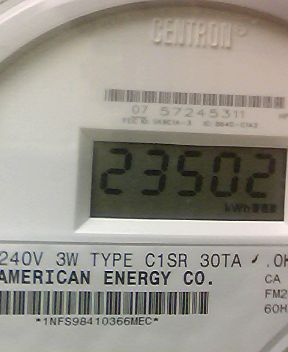 CENTRON
07 57245311
23502
kWh
240V 3W TYPE C1SR 30TA
AMERICAN ENERGY CO.
CA
FM2
60H
*1NFS98410366MEC*